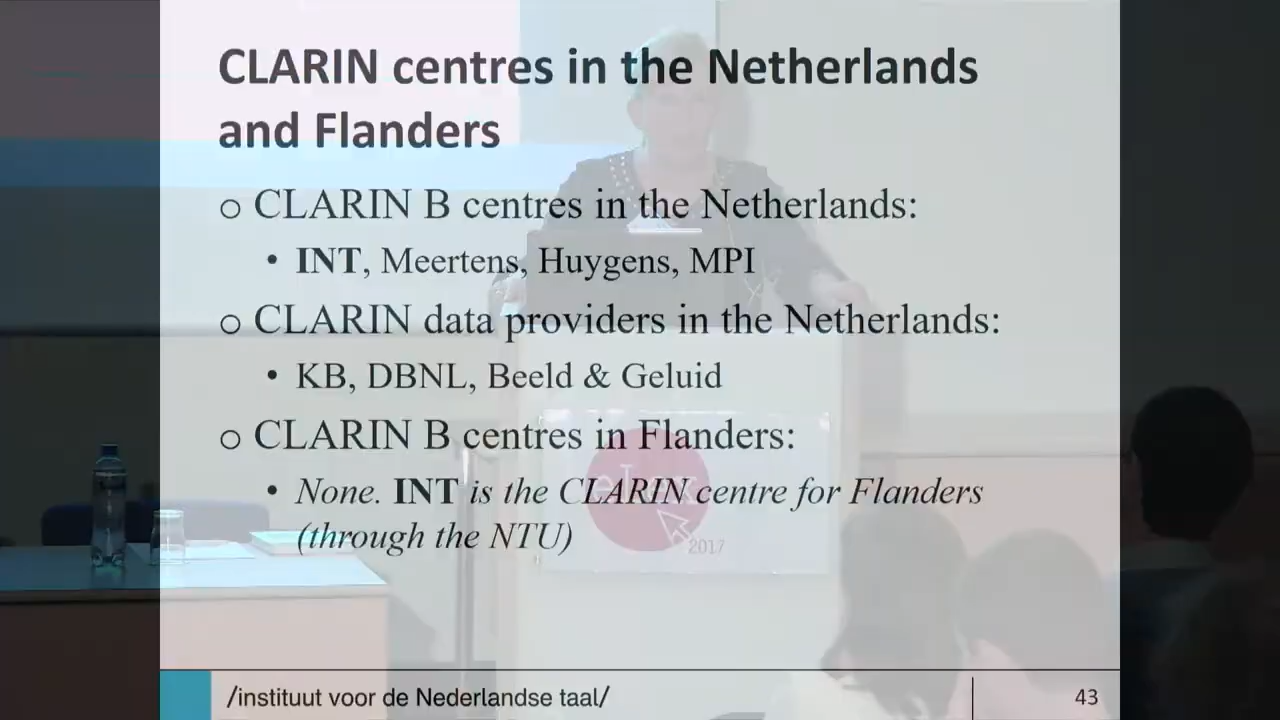 CLARIN centres in the Netherlands
and Flanders
o CLARIN B centres in the Netherlands:
• INT, Meertens, Huygens, MPI
o CLARIN data providers in the Netherlands:
• KB, DBNL, Beeld & Geluid
o CLARIN B centres in Flanders:
• None. INT is the CLARIN centre for Flanders
(through the NTU)
eLex
2017
/instituut voor de Nederlandse taal/
43